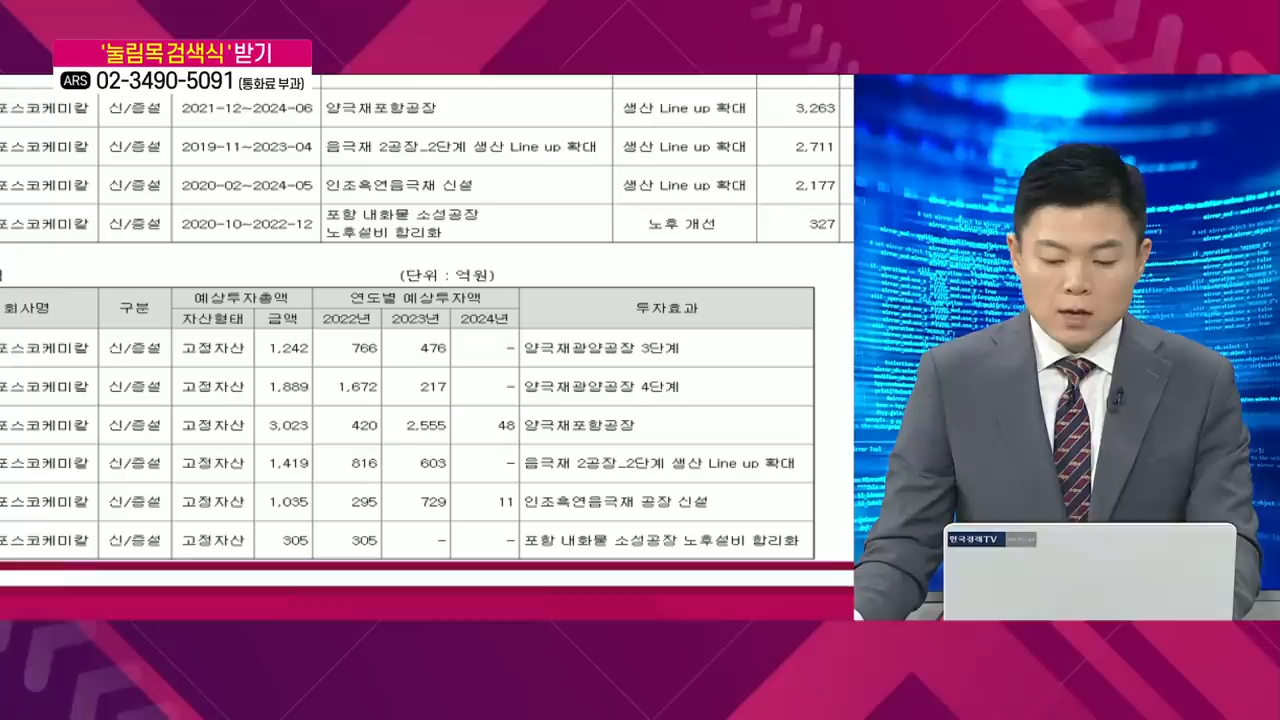 '눌림목 검색식' 받기
ARS 02-3490-5091 (통화료 부과)
포스코케미칼 신/증설 2021-12~2024-06 양극재포항공장 생산 Line up 확대 3,263
포스코케미칼 신/증설 2019-11~2023-04 음극재 2공장_2단계 생산 Line up 확대 생산 Line up 확대 2,711
포스코케미칼 신/증설 2020-02~2024-05 인조흑연음극재 신설 생산 Line up 확대 2,177
포스코케미칼 신/증설 2020-10~2022-12 포항 내화물 소성공장 노후 개선 327
노후설비 합리화
(단위 : 억원)
회사명 구분 예상투자총액 연도별 예상투자액 투자효과
자산형태 금액 2022년 2023년 2024년
포스코케미칼 신/증설 고정자산 1,242 766 476 - 양극재광양공장 3단계
포스코케미칼 신/증설 고정자산 1,889 1,672 217 - 양극재광양공장 4단계
포스코케미칼 신/증설 고정자산 3,023 420 2,555 48 양극재포항공장
포스코케미칼 신/증설 고정자산 1,419 816 603 - 음극재 2공장_2단계 생산 Line up 확대
포스코케미칼 신/증설 고정자산 1,035 295 729 11 인조흑연음극재 공장 신설
포스코케미칼 신/증설 고정자산 305 305 - - 포항 내화물 소성공장 노후설비 합리화
한국경제TV